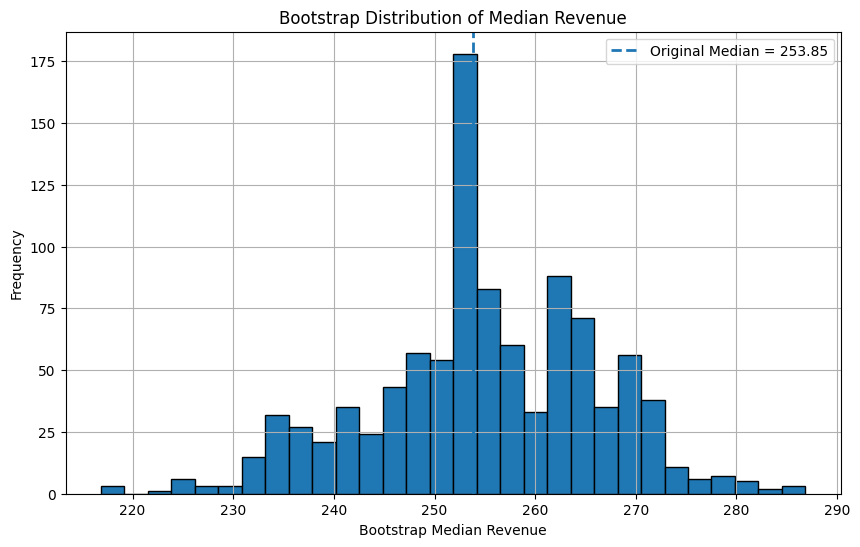 Bootstrap Distribution of Median Revenue
Original Median = 253.85
Frequency
175
150
125
100
75
50
25
0
220 230 240 250 260 270 280 290
Bootstrap Median Revenue